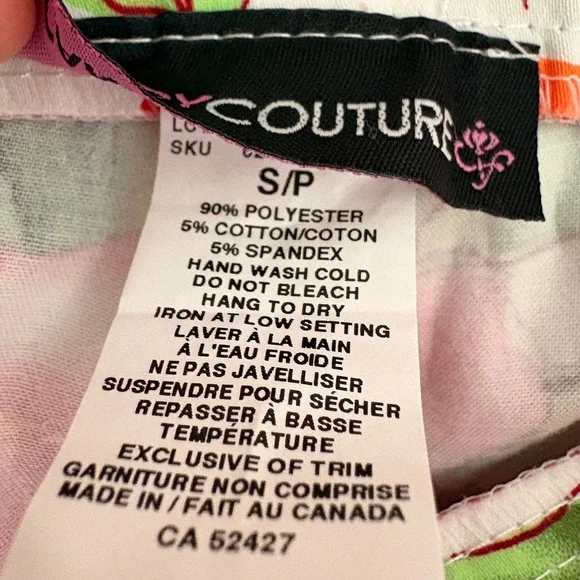 COUTURE
SKU
S/P
90% POLYESTER
5% COTTON/COTON
5% SPANDEX
HAND WASH COLD
DO NOT BLEACH
HANG TO DRY
IRON AT LOW SETTING
LAVER À LA MAIN
À L'EAU FROIDE
NE PAS JAVELLISER
SUSPENDRE POUR SÉCHER
REPASSER À BASSE
TEMPÉRATURE
EXCLUSIVE OF TRIM
GARNITURE NON COMPRISE
MADE IN / FAIT AU CANADA
CA 52427